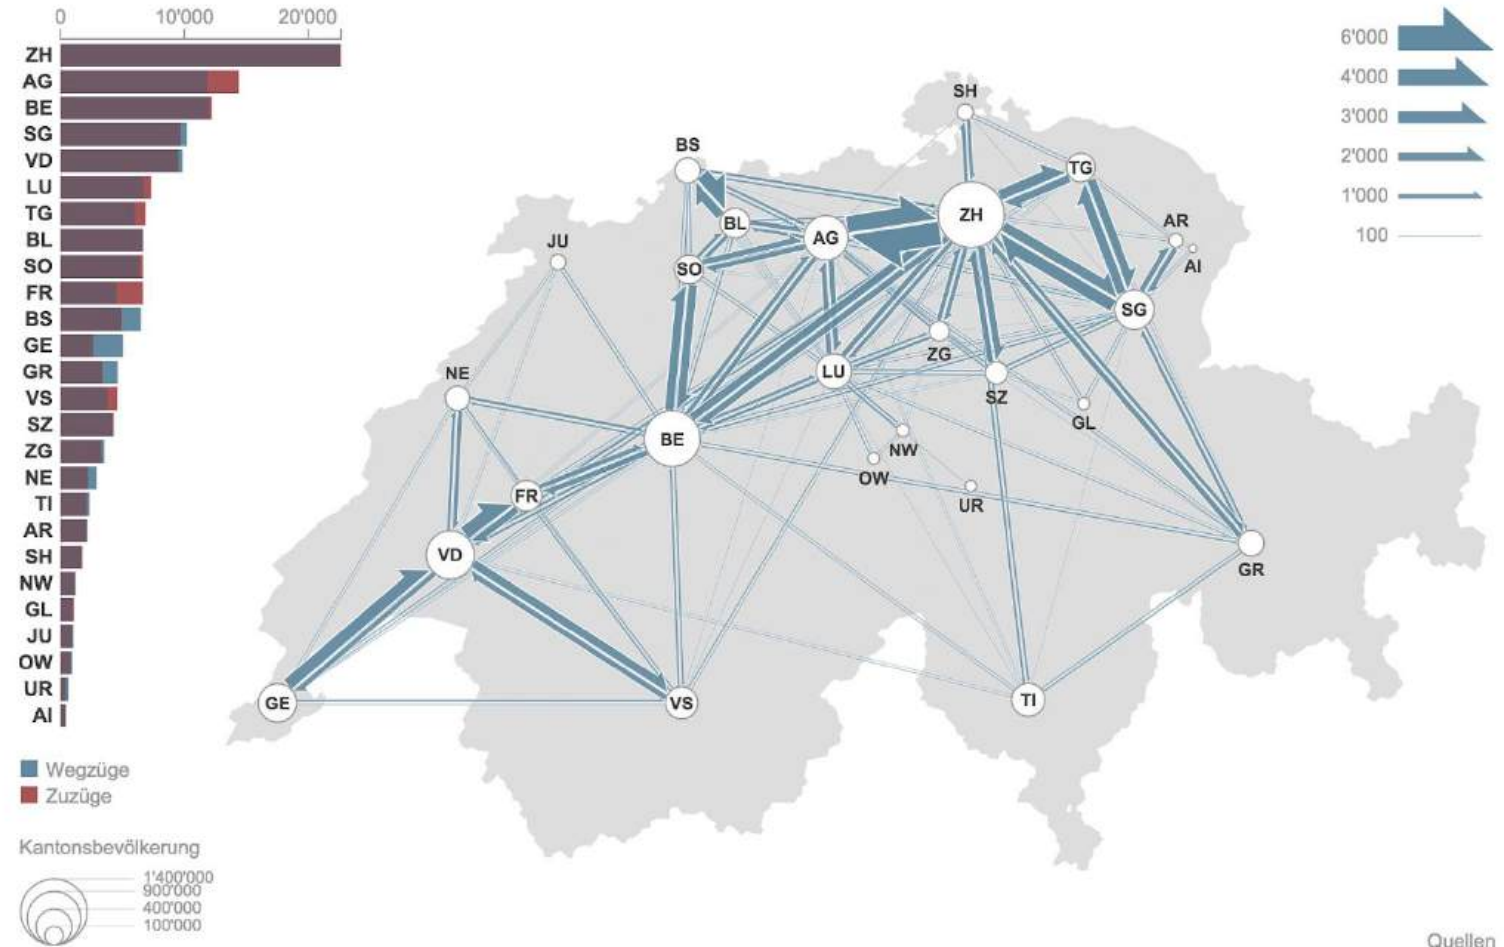 0 10'000 20'000
ZH
AG
BE
SG
VD
LU
TG
BL
SO
FR
BS
GE
GR
VS
SZ
ZG
NE
TI
AR
SH
NW
GL
JU
OW
UR
AI
Wegzüge
Zuzüge
Kantonsbevölkerung
1'400'000
900'000
400'000
100'000
6'000
4'000
3'000
2'000
1'000
100
SH
BS
TG
ZH
AR
BL
AG
JU
AI
SO
SG
ZG
LU
NE
SZ
GL
BE
NW
OW
FR
UR
VD
GR
GE
VS
TI
Quellen